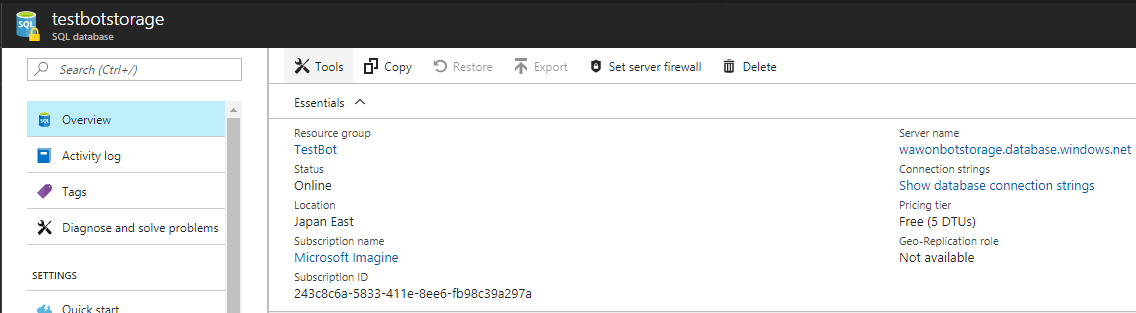 testbotstorage
SQL database
Search (Ctrl+/)
Overview
Activity log
Tags
Diagnose and solve problems
SETTINGS
Quick start
Tools Copy Restore Export Set server firewall Delete
Essentials
Resource group
TestBot
Status
Online
Location
Japan East
Subscription name
Microsoft Imagine
Subscription ID
243c8c6a-5833-411e-8ee6-fb98c39a297a
Server name
wawonbotstorage.database.windows.net
Connection strings
Show database connection strings
Pricing tier
Free (5 DTUs)
Geo-Replication role
Not available